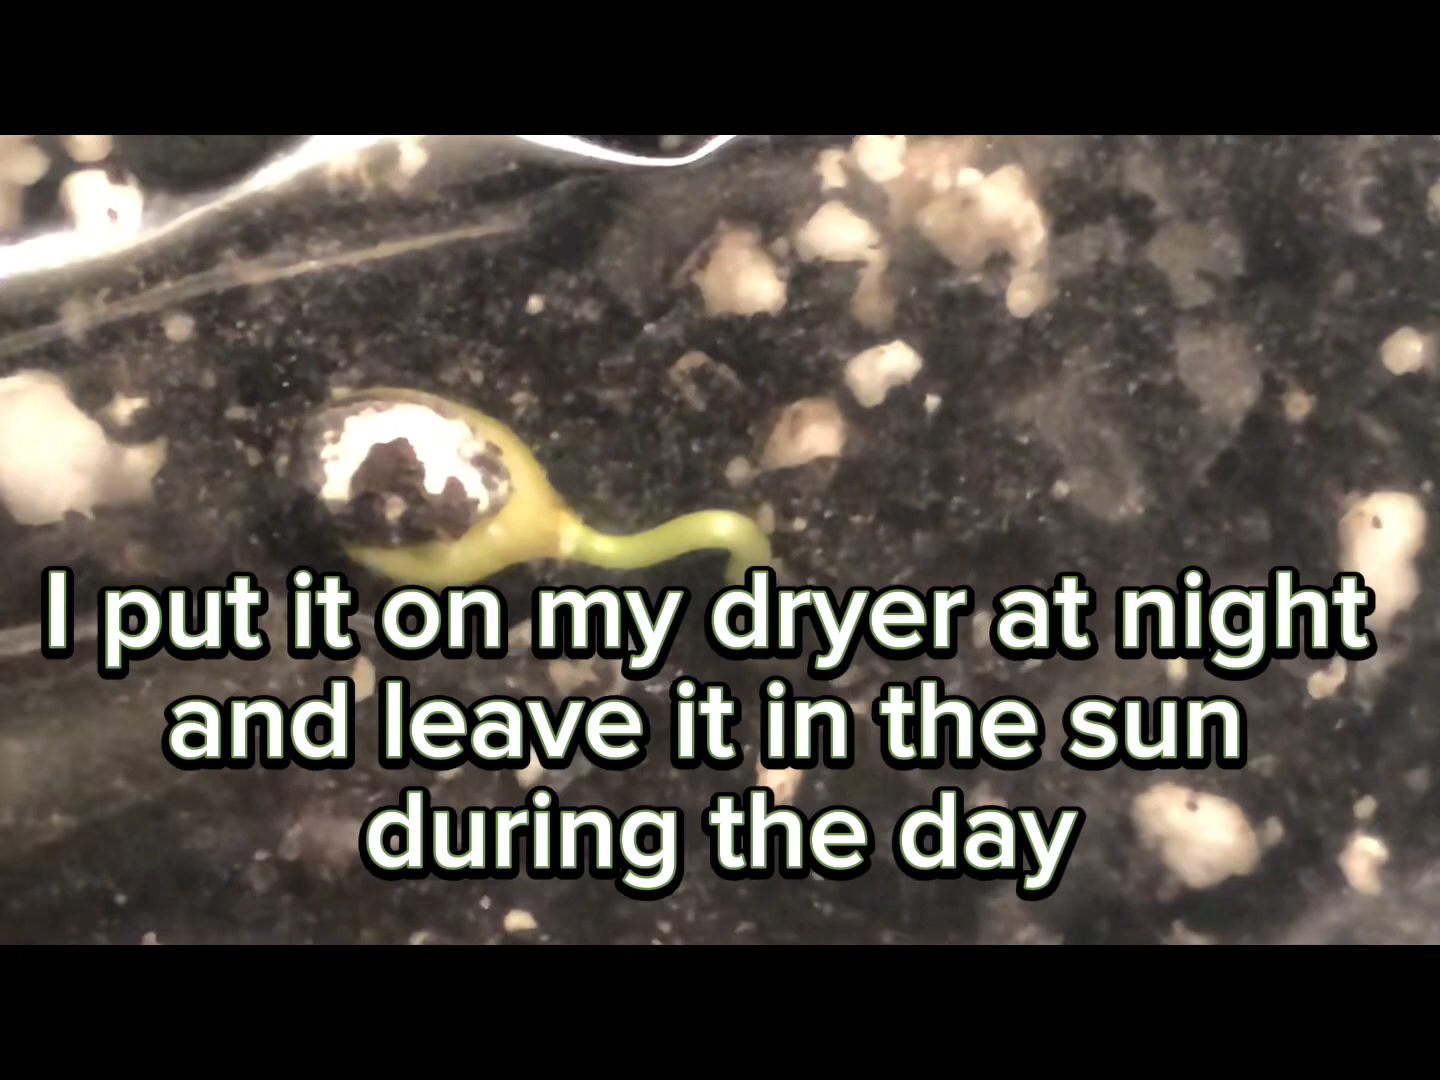 I put it on my dryer at night
and leave it in the sun
during the day